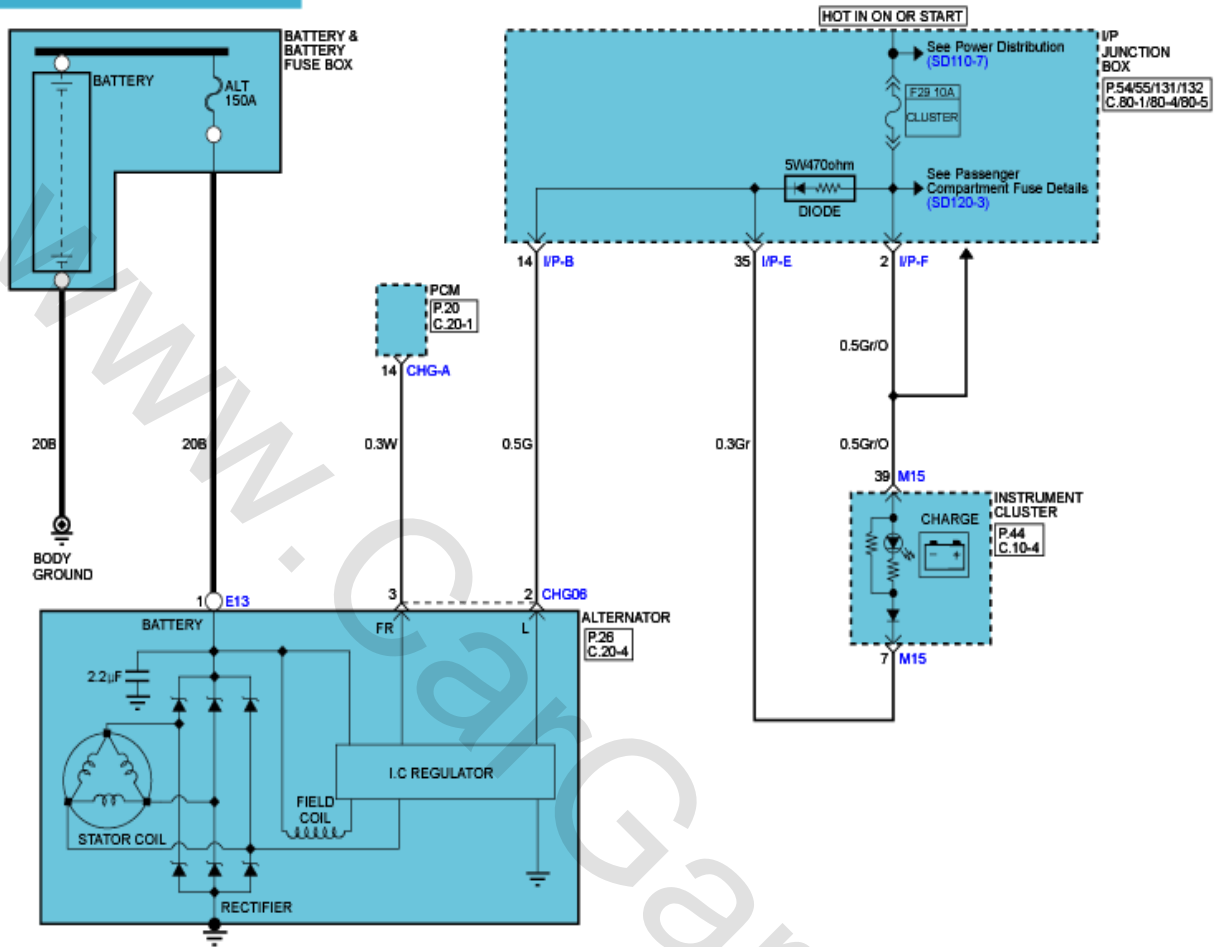 HOT IN ON OR START
BATTERY &
BATTERY
FUSE BOX
BATTERY
ALT
150A
See Power Distribution
(SD110-7)
I/P
JUNCTION
BOX
P.54/55/131/132
C.80-1/80-4/80-5
F29 10A
CLUSTER
5W470ohm
DIODE
See Passenger
Compartment Fuse Details
(SD120-3)
14 I/P-B
35 I/P-E
2 I/P-F
PCM
P.20
C.20-1
14 CHG-A
0.5Gr/O
20B
20B
0.3W
0.5G
0.3Gr
0.5Gr/O
39 M15
INSTRUMENT
CLUSTER
P.44
C.10-4
CHARGE
- +
BODY
GROUND
1 E13
3
2 CHG06
BATTERY
FR
L
ALTERNATOR
P.26
C.20-4
7 M15
2.2µF
I.C REGULATOR
FIELD
COIL
STATOR COIL
RECTIFIER
www.CarGar